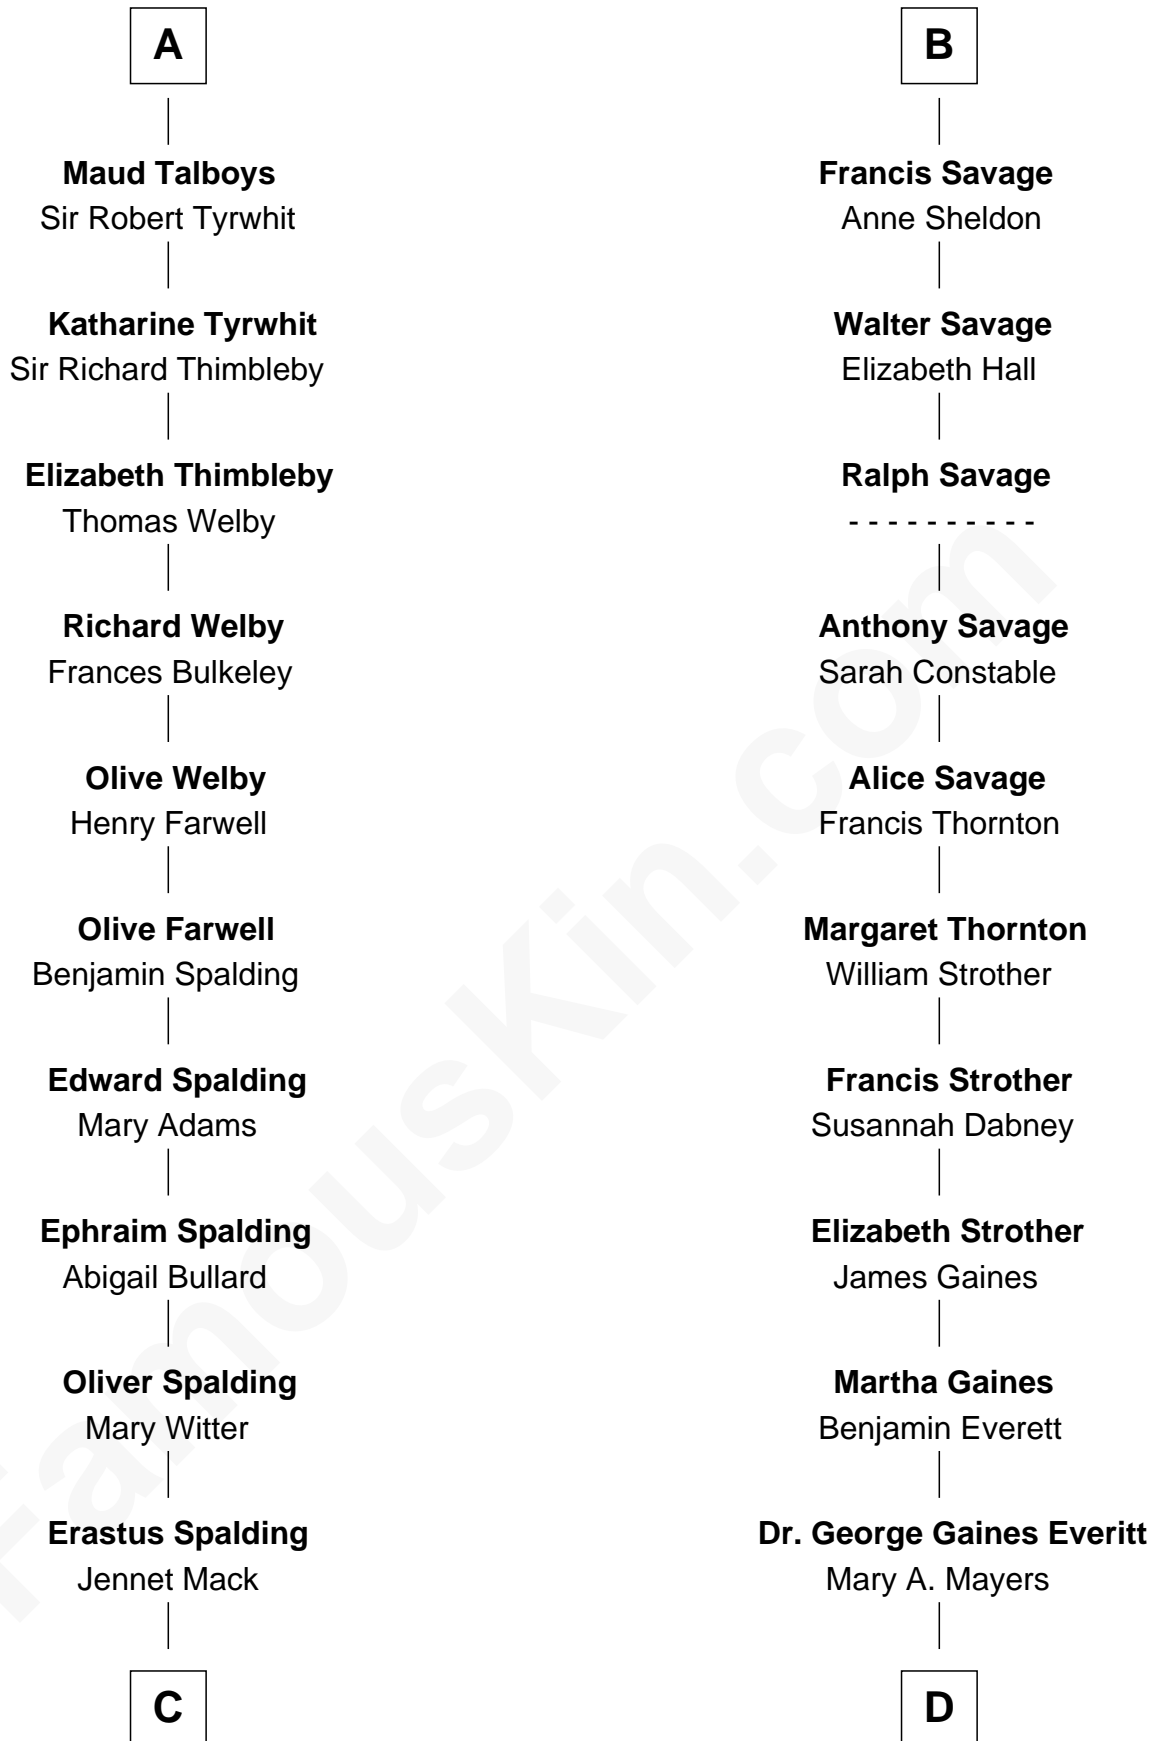 A
Maud Talboys
Sir Robert Tyrwhit
Katharine Tyrwhit
Sir Richard Thimbleby
Elizabeth Thimbleby
Thomas Welby
Richard Welby
Frances Bulkeley
Olive Welby
Henry Farwell
Olive Farwell
Benjamin Spalding
Edward Spalding
Mary Adams
Ephraim Spalding
Abigail Bullard
Oliver Spalding
Mary Witter
Erastus Spalding
Jennet Mack
C
B
Francis Savage
Anne Sheldon
Walter Savage
Elizabeth Hall
Ralph Savage
- - - - - - - - - -
Anthony Savage
Sarah Constable
Alice Savage
Francis Thornton
Margaret Thornton
William Strother
Francis Strother
Susannah Dabney
Elizabeth Strother
James Gaines
Martha Gaines
Benjamin Everett
Dr. George Gaines Everitt
Mary A. Mayers
D
FamousKin.com